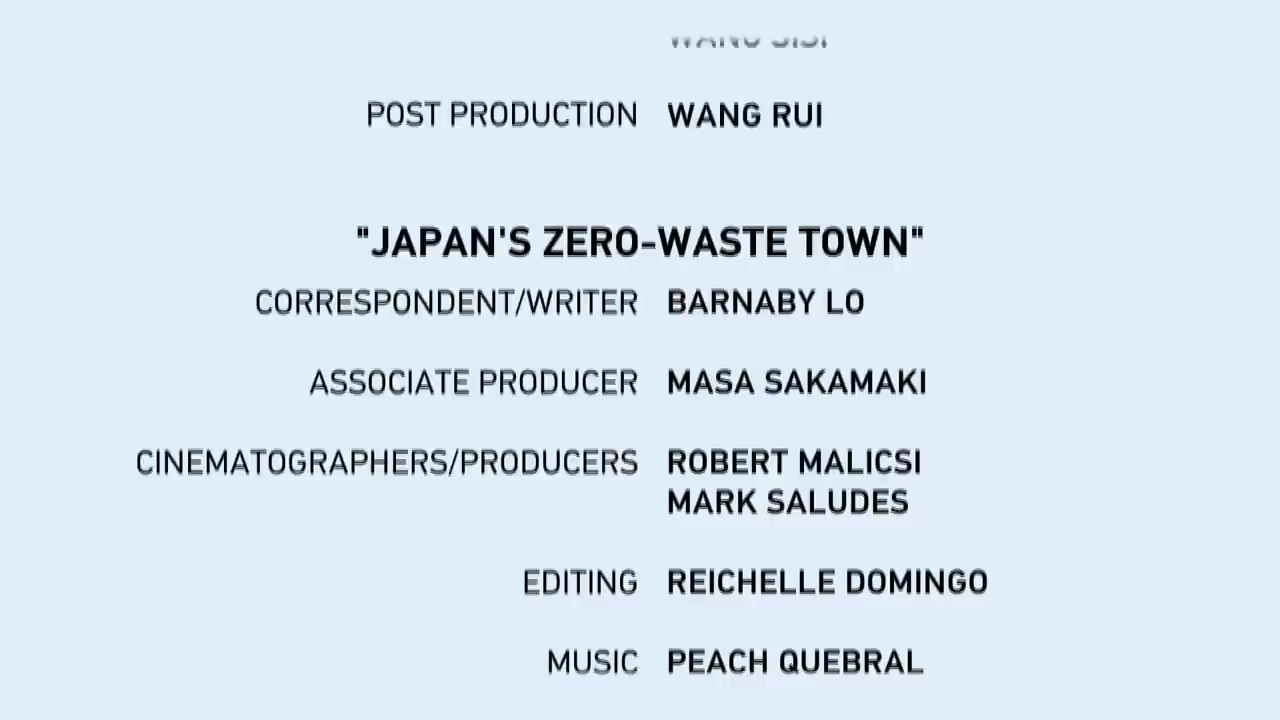 POST PRODUCTION WANG RUI
"JAPAN'S ZERO-WASTE TOWN"
CORRESPONDENT/WRITER BARNABY LO
ASSOCIATE PRODUCER MASA SAKAMAKI
CINEMATOGRAPHERS/PRODUCERS ROBERT MALICSI
MARK SALUDES
EDITING REICHELLE DOMINGO
MUSIC PEACH QUEBRAL